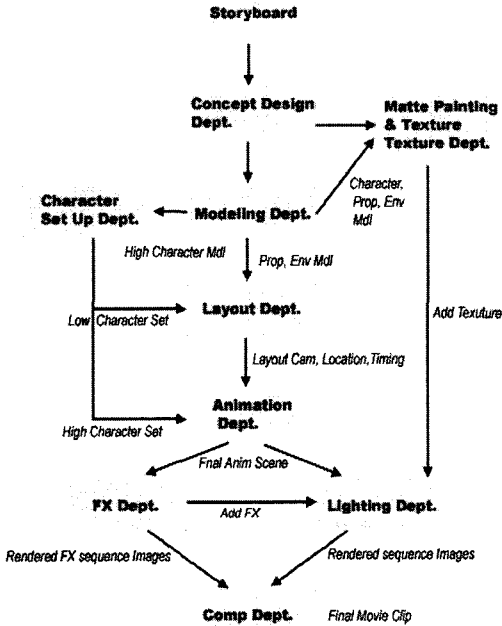 Storyboard
Concept Design
Dept.
Matte Painting
& Texture
Texture Dept.
Character,
Prop, Env
Mdl
Character
Set Up Dept.
Modeling Dept.
High Character Mdl
Prop, Env Mdl
Low Character Set
Layout Dept.
Add Texuture
Layout Cam, Location,Timing
Animation
Dept.
High Character Set
Fnal Anim Scene
FX Dept.
Add FX
Lighting Dept.
Rendered FX sequence Images
Rendered sequence Images
Comp Dept.
Final Movie Clip